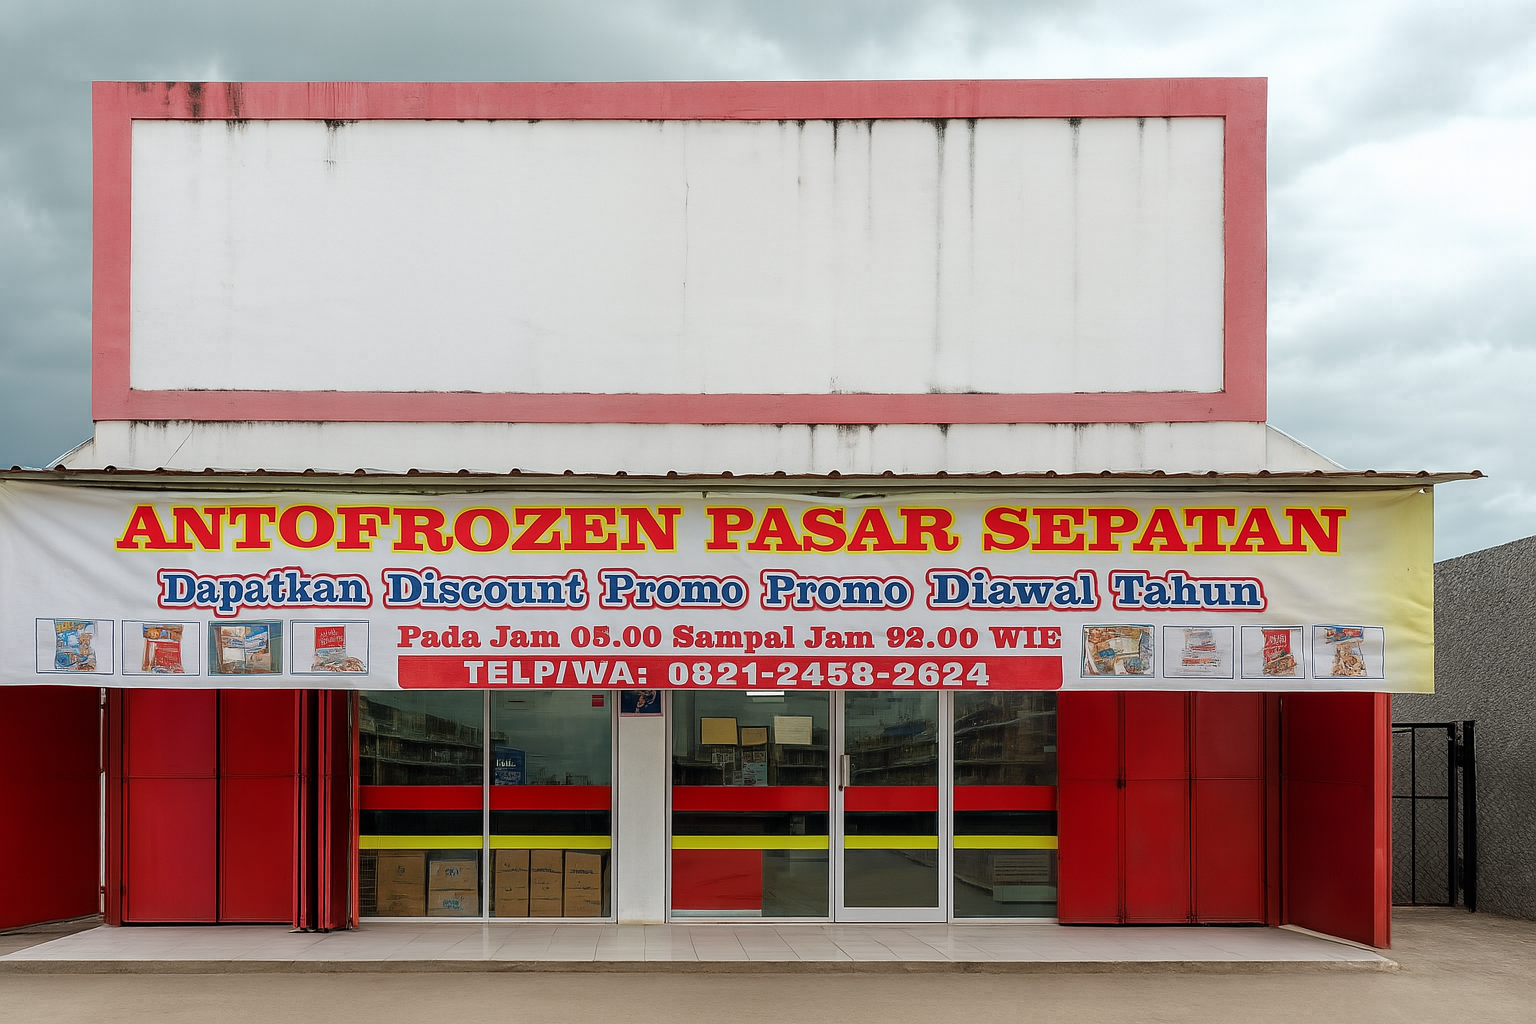 ANTOFROZEN PASAR SEPATAN
Dapatkan Discount Promo Promo Diawal Tahun
Pada Jam 05.00 Sampal Jam 92.00 WIE
TELP/WA: 0821-2458-2624